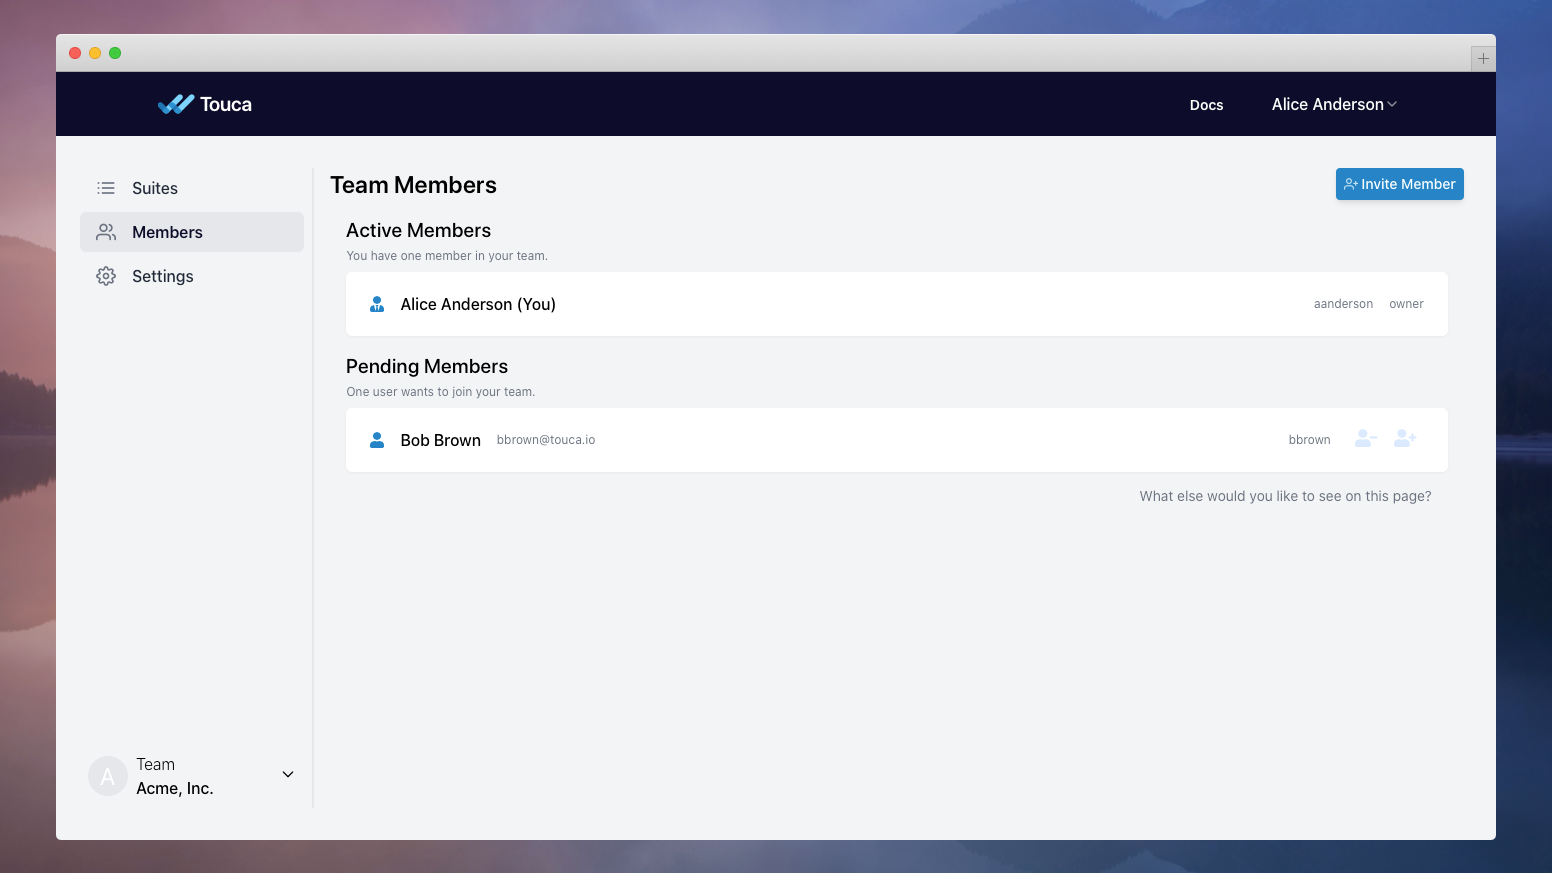 Touca
Docs
Alice Anderson
Suites
Members
Settings
Team Members
Invite Member
Active Members
You have one member in your team.
Alice Anderson (You)
aanderson
owner
Pending Members
One user wants to join your team.
Bob Brown
bbrown@touca.io
bbrown
What else would you like to see on this page?
A
Team
Acme, Inc.